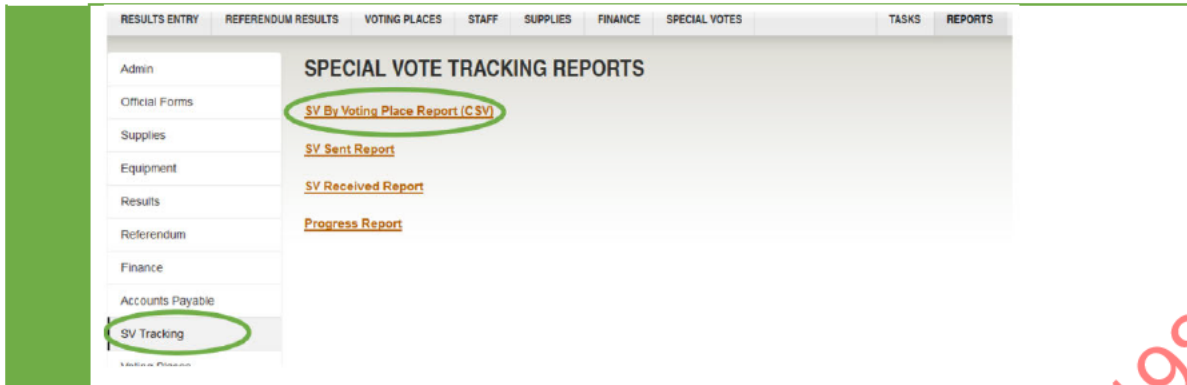 RESULTS ENTRY REFERENDUM RESULTS VOTING PLACES STAFF SUPPLIES FINANCE SPECIAL VOTES TASKS REPORTS
Admin
Official Forms
Supplies
Equipment
Results
Referendum
Finance
Accounts Payable
SV Tracking
Voting Places
SPECIAL VOTE TRACKING REPORTS
SV By Voting Place Report (CSV)
SV Sent Report
SV Received Report
Progress Report